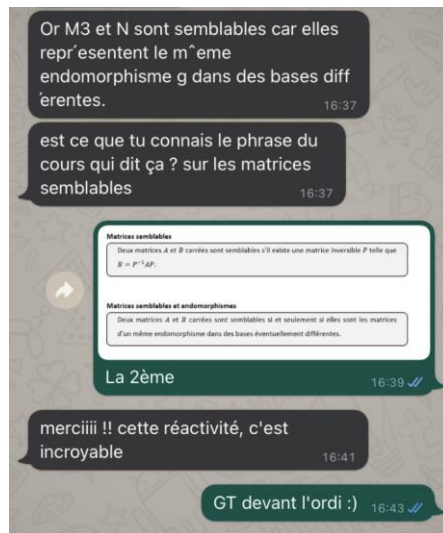 Or M3 et N sont semblables car elles
repr´esentent le mˆeme
endomorphisme g dans des bases diff
´erentes.
16:37
est ce que tu connais le phrase du
cours qui dit ça ? sur les matrices
semblables
16:37
Matrices semblables
Deux matrices A et B carrées sont semblables s'il existe une matrice inversible P telle que
B = P⁻¹AP.
Matrices semblables et endomorphismes
Deux matrices A et B carrées sont semblables si et seulement si elles sont les matrices
d'un même endomorphisme dans des bases éventuellement différentes.
La 2ème
16:39
merciiii !! cette réactivité, c'est
incroyable
16:41
GT devant l'ordi :)
16:43